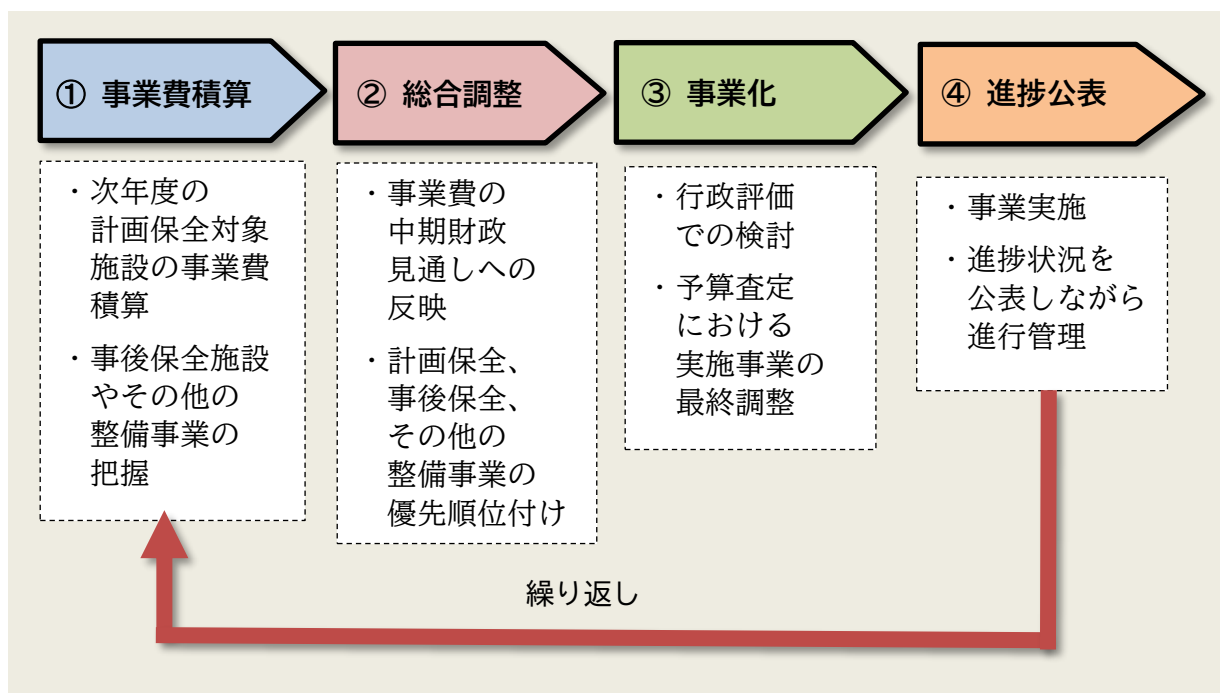 ① 事業費積算
・次年度の
計画保全対象
施設の事業費
積算
・事後保全施設
やその他の
整備事業の
把握
② 総合調整
・事業費の
中期財政
見通しへの
反映
・計画保全、
事後保全、
その他の
整備事業の
優先順位付け
③ 事業化
・行政評価
での検討
・予算査定
における
実施事業の
最終調整
④ 進捗公表
・事業実施
・進捗状況を
公表しながら
進行管理
繰り返し